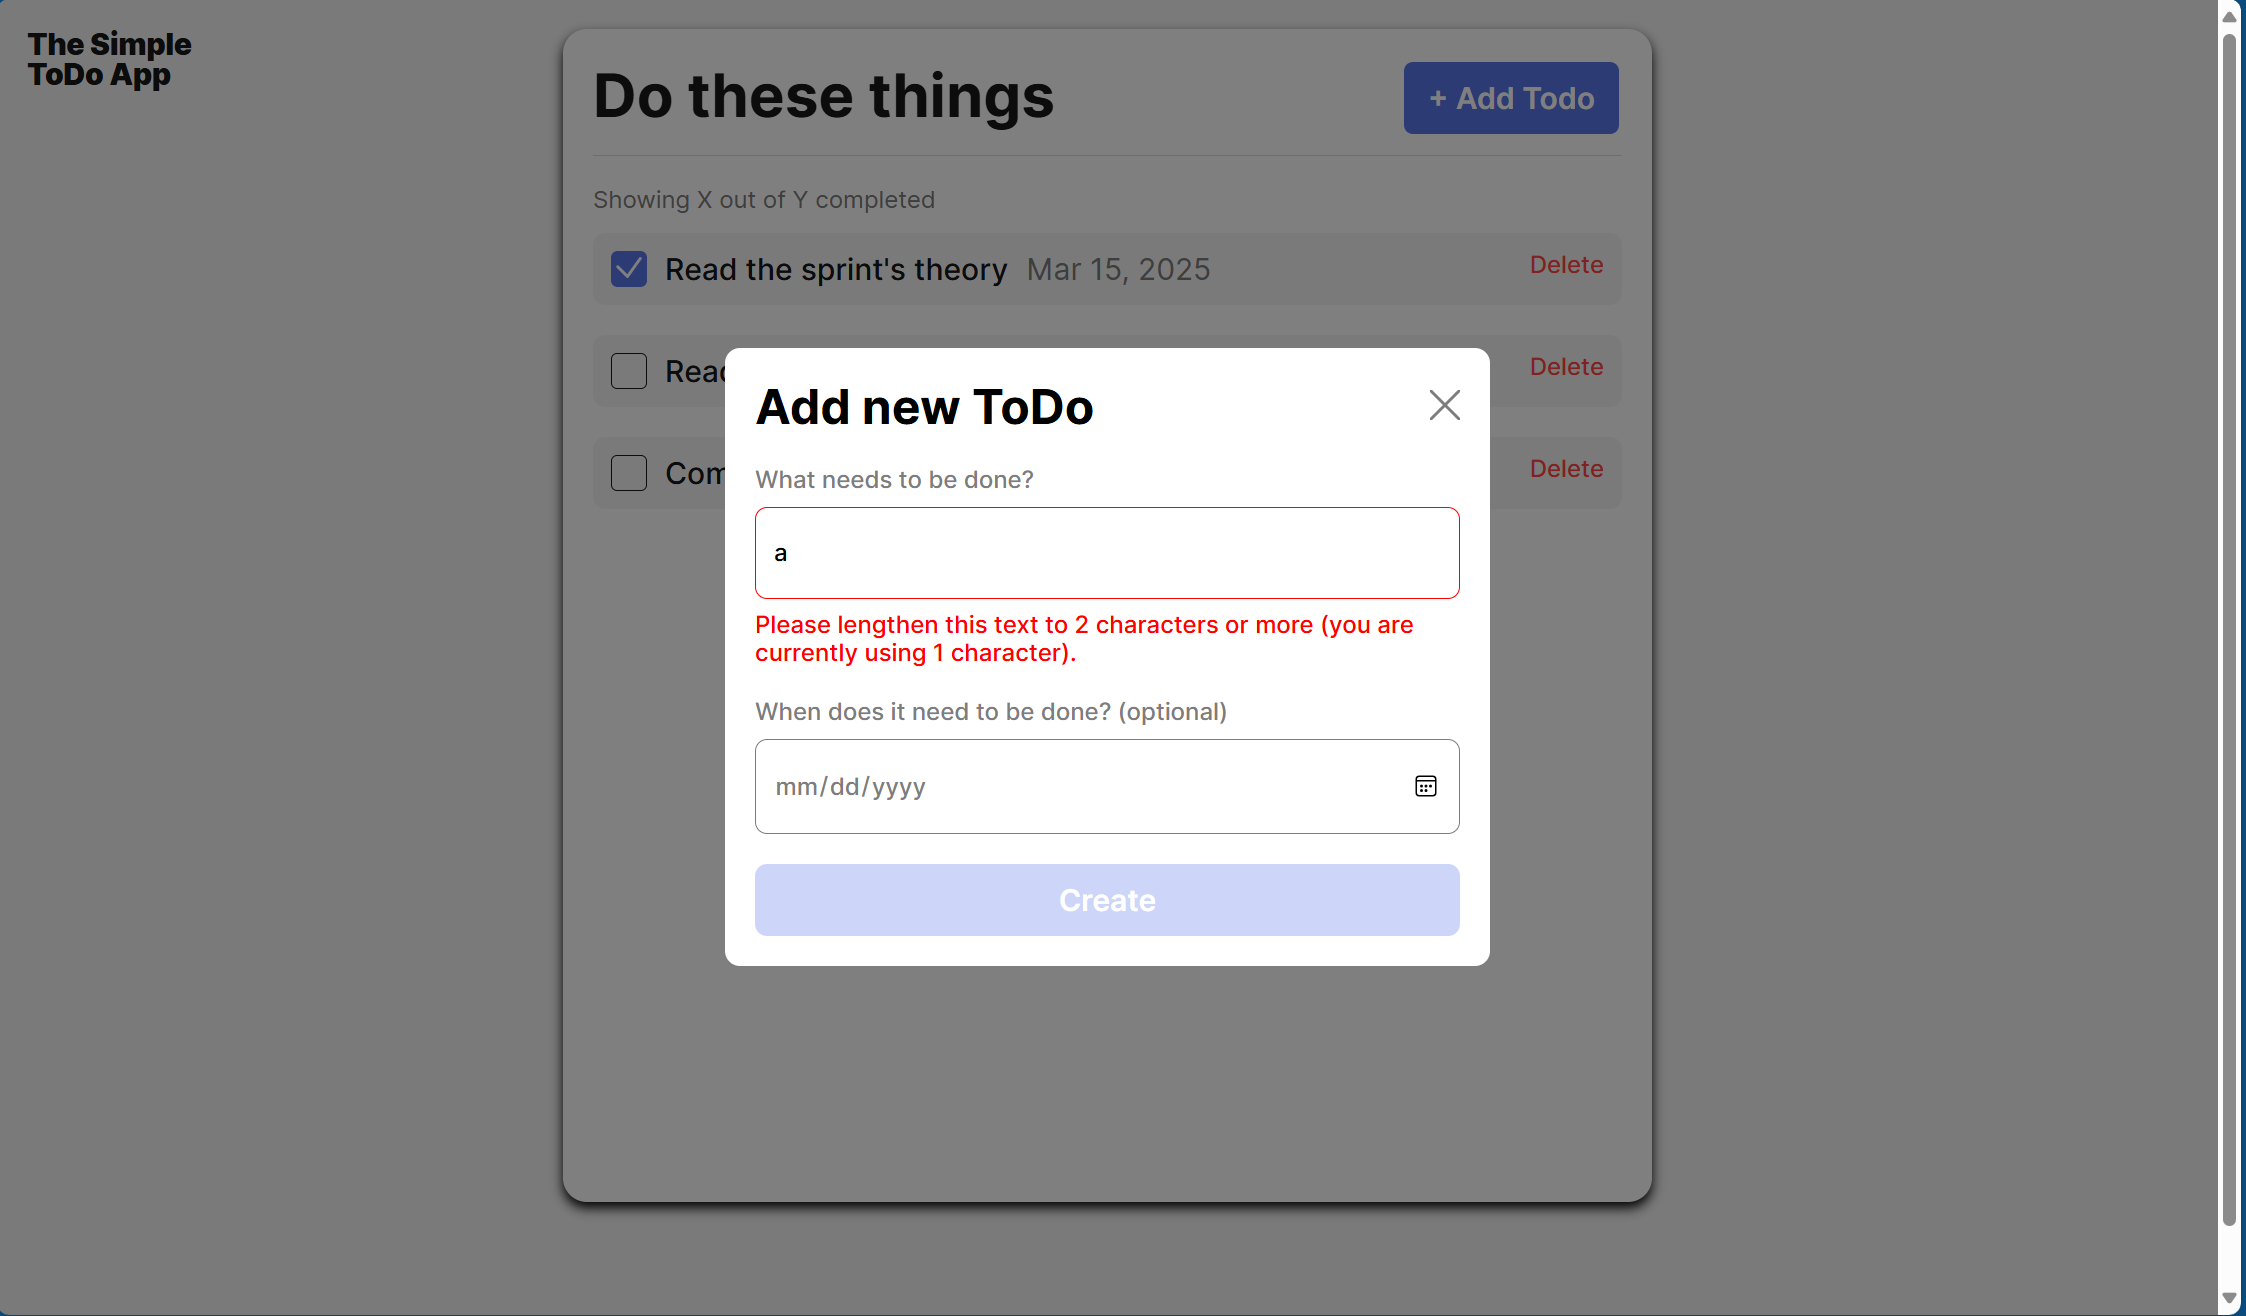 The Simple
ToDo App
Do these things
+ Add Todo
Showing X out of Y completed
Read the sprint's theory Mar 15, 2025
Delete
Delete
Delete
Add new ToDo
What needs to be done?
a
Please lengthen this text to 2 characters or more (you are
currently using 1 character).
When does it need to be done? (optional)
mm/dd/yyyy
Create